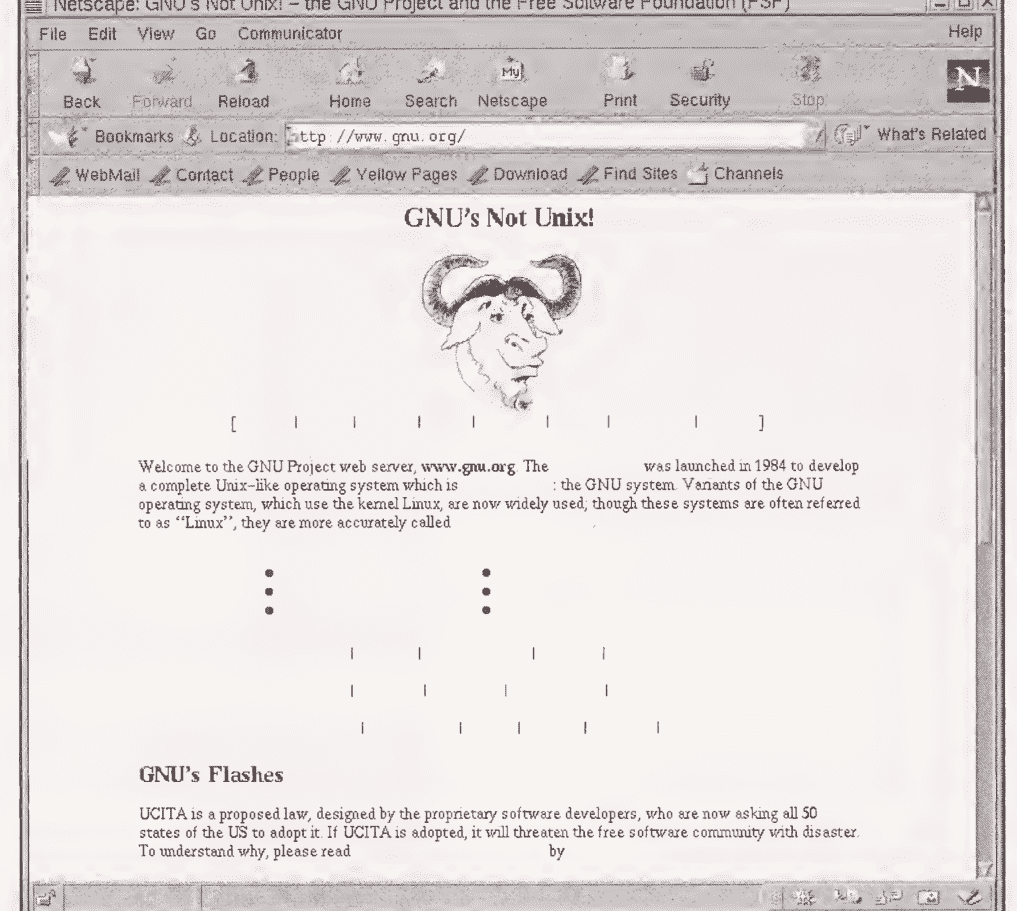 Netscape: GNU's Not Unix! – the GNU Project and the Free Software Foundation (FSF)
File Edit View Go Communicator Help
Back Forward Reload Home Search Netscape Print Security Stop
My
N
Bookmarks Location: http://www.gnu.org/ What's Related
WebMail Contact People Yellow Pages Download Find Sites Channels
GNU's Not Unix!
[ | | | | | | | ]
Welcome to the GNU Project web server, www.gnu.org. The was launched in 1984 to develop
a complete Unix-like operating system which is : the GNU system. Variants of the GNU
operating system, which use the kernel Linux, are now widely used; though these systems are often referred
to as “Linux”, they are more accurately called
• •
• •
• •
| | | |
| | | |
| | | | |
GNU's Flashes
UCITA is a proposed law, designed by the proprietary software developers, who are now asking all 50
states of the US to adopt it. If UCITA is adopted, it will threaten the free software community with disaster.
To understand why, please read by